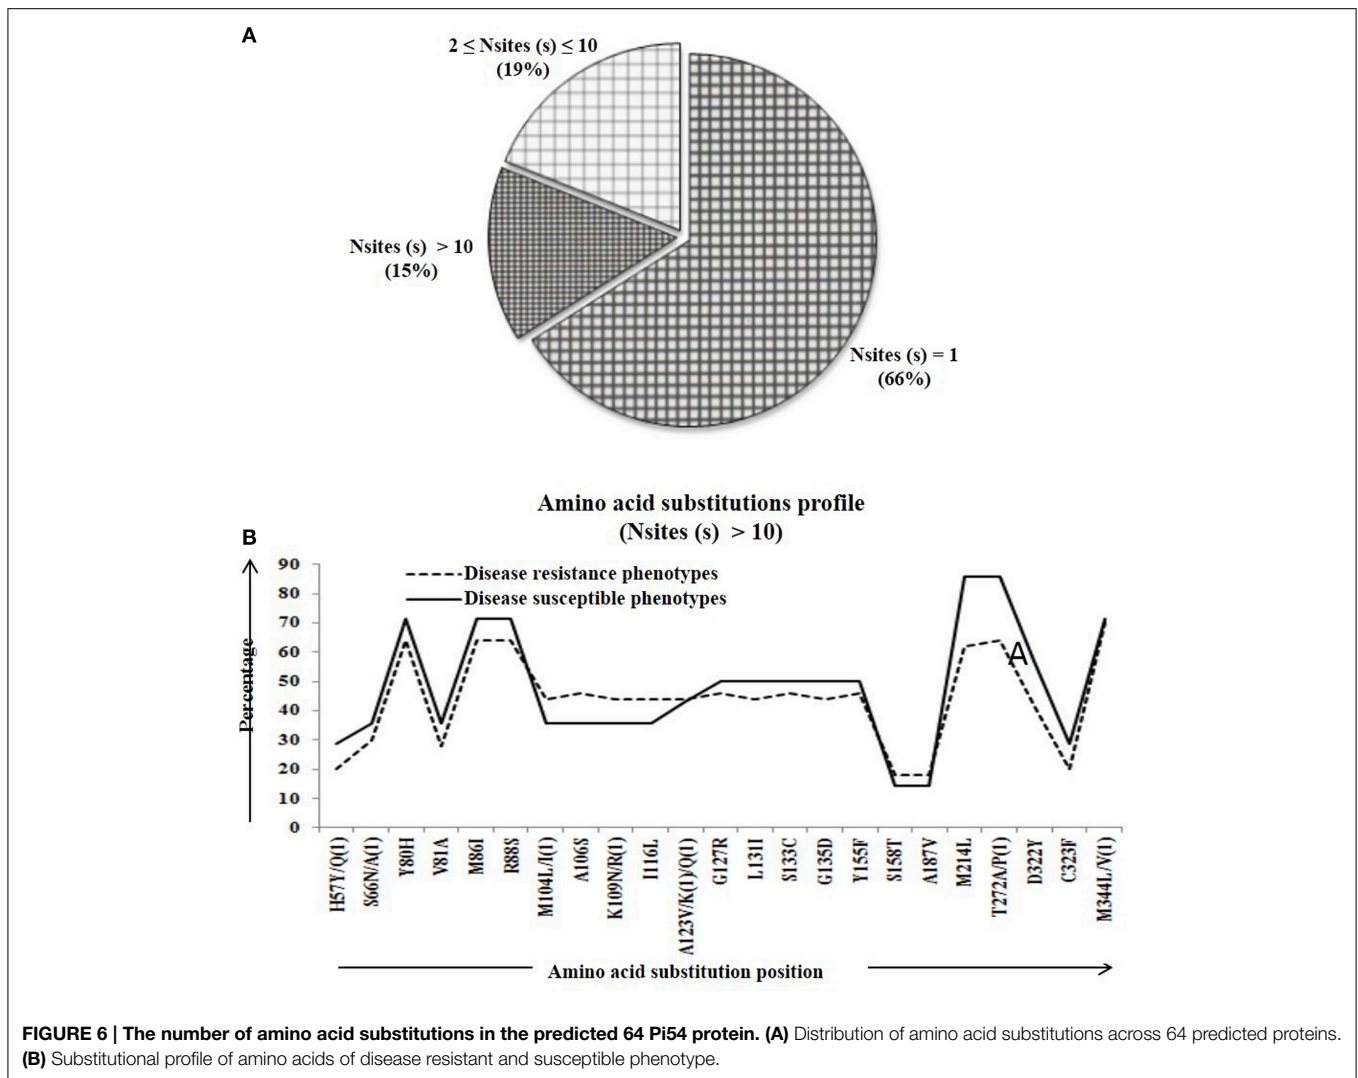 A
2 ≤ Nsites (s) ≤ 10
(19%)
Nsites (s) > 10
(15%)
Nsites (s) = 1
(66%)
Amino acid substitutions profile
(Nsites (s) > 10)
B
Percentage
90
80
70
60
50
40
30
20
10
0
Disease resistance phenotypes
Disease susceptible phenotypes
A
H57Y/Q(1)
S66N/A(1)
Y80H
V81A
M86I
R88S
M104L/I(1)
A106S
K109N/R(1)
I116L
A123V/K(1)/Q(1)
G127R
L131I
S133C
G135D
Y155F
S158T
A187V
M214L
T272A/P(1)
D322Y
C323F
M344L/V(1)
Amino acid substitution position
FIGURE 6 | The number of amino acid substitutions in the predicted 64 Pi54 protein. (A) Distribution of amino acid substitutions across 64 predicted proteins.
(B) Substitutional profile of amino acids of disease resistant and susceptible phenotype.